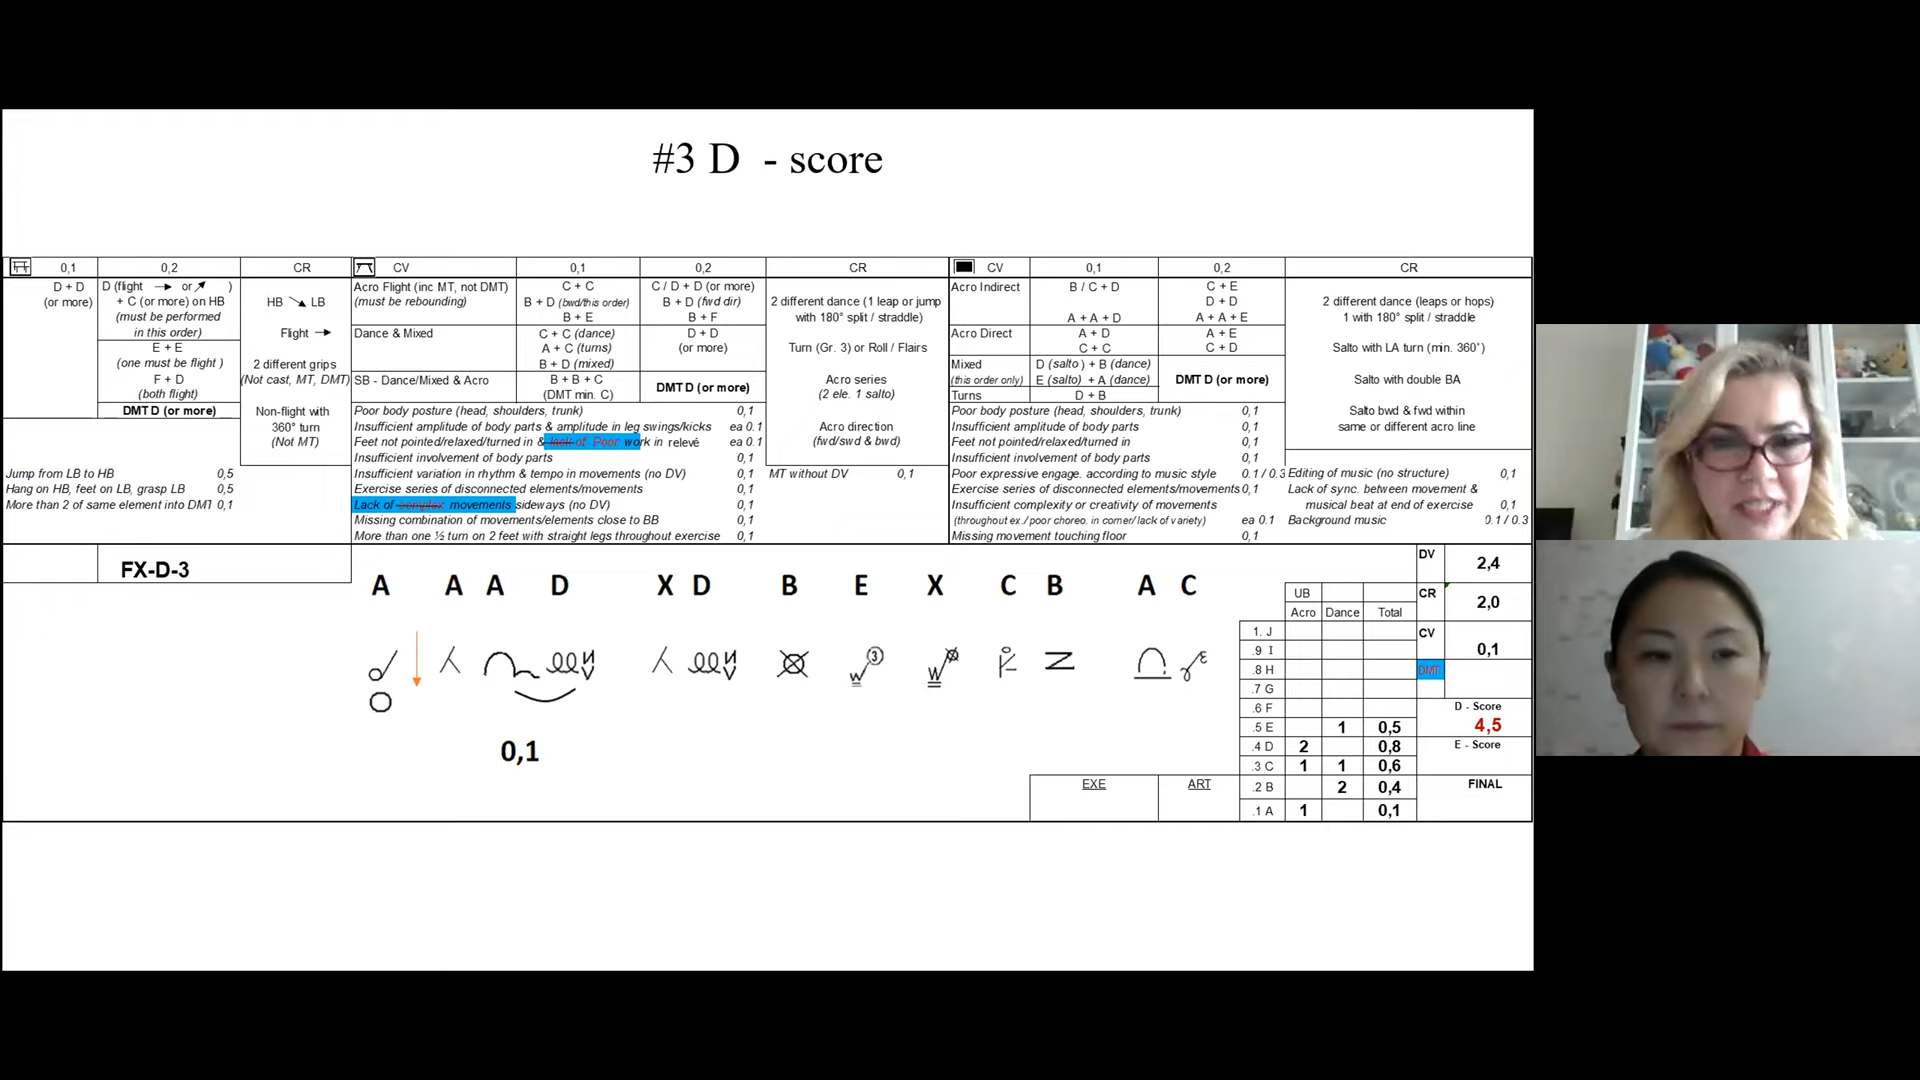 #3 D - score
0,1 0,2 CR
D + D
(or more)
D (flight or )
+ C (or more) on HB
(must be performed
in this order)
E + E
(one must be flight )
F + D
(both flight)
DMT D (or more)
HB LB
Flight
2 different grips
(Not cast, MT, DMT)
Non-flight with
360° turn
(Not MT)
Jump from LB to HB 0,5
Hang on HB, feet on LB, grasp LB 0,5
More than 2 of same element into DMT 0,1
CV 0,1 0,2 CR
Acro Flight (inc MT, not DMT)
(must be rebounding)
C + C
B + D (bwd/this order)
B + E
C / D + D (or more)
B + D (fwd dir)
B + F
Dance & Mixed
C + C (dance)
A + C (turns)
B + D (mixed)
D + D
(or more)
SB - Dance/Mixed & Acro
B + B + C
(DMT min. C)
DMT D (or more)
2 different dance (1 leap or jump
with 180° split / straddle)
Turn (Gr. 3) or Roll / Flairs
Acro series
(2 ele. 1 salto)
Acro direction
(fwd/swd & bwd)
Poor body posture (head, shoulders, trunk) 0,1
Insufficient amplitude of body parts & amplitude in leg swings/kicks ea 0.1
Feet not pointed/relaxed/turned in & lack of Poor work in relevé ea 0.1
Insufficient involvement of body parts 0,1
Insufficient variation in rhythm & tempo in movements (no DV) 0,1
Exercise series of disconnected elements/movements 0,1
Lack of complex movements sideways (no DV) 0,1
Missing combination of movements/elements close to BB 0,1
More than one ½ turn on 2 feet with straight legs throughout exercise 0,1
MT without DV 0,1
CV 0,1 0,2 CR
Acro Indirect
B / C + D
A + A + D
C + E
D + D
A + A + E
Acro Direct
A + D
C + C
A + E
C + D
Mixed
(this order only)
D (salto ) + B (dance)
E (salto) + A (dance)
Turns D + B
DMT D (or more)
2 different dance (leaps or hops)
1 with 180° split / straddle
Salto with LA turn (min. 360°)
Salto with double BA
Salto bwd & fwd within
same or different acro line
Poor body posture (head, shoulders, trunk) 0,1
Insufficient amplitude of body parts 0,1
Feet not pointed/relaxed/turned in 0,1
Insufficient involvement of body parts 0,1
Poor expressive engage. according to music style 0.1 / 0.3
Exercise series of disconnected elements/movements 0,1
Insufficient complexity or creativity of movements
(throughout ex./ poor choreo. in corner/ lack of variety) ea 0.1
Missing movement touching floor 0,1
Editing of music (no structure) 0,1
Lack of sync. between movement &
musical beat at end of exercise 0,1
Background music 0.1 / 0.3
FX-D-3
A A A D X D B E X C B A C
3
0,1
UB
Acro Dance Total
1. J
.9 I
.8 H
.7 G
.6 F
.5 E 1 0,5
.4 D 2 0,8
.3 C 1 1 0,6
.2 B 2 0,4
.1 A 1 0,1
DV 2,4
CR 2,0
CV 0,1
DMT
D - Score
4,5
E - Score
FINAL
EXE ART